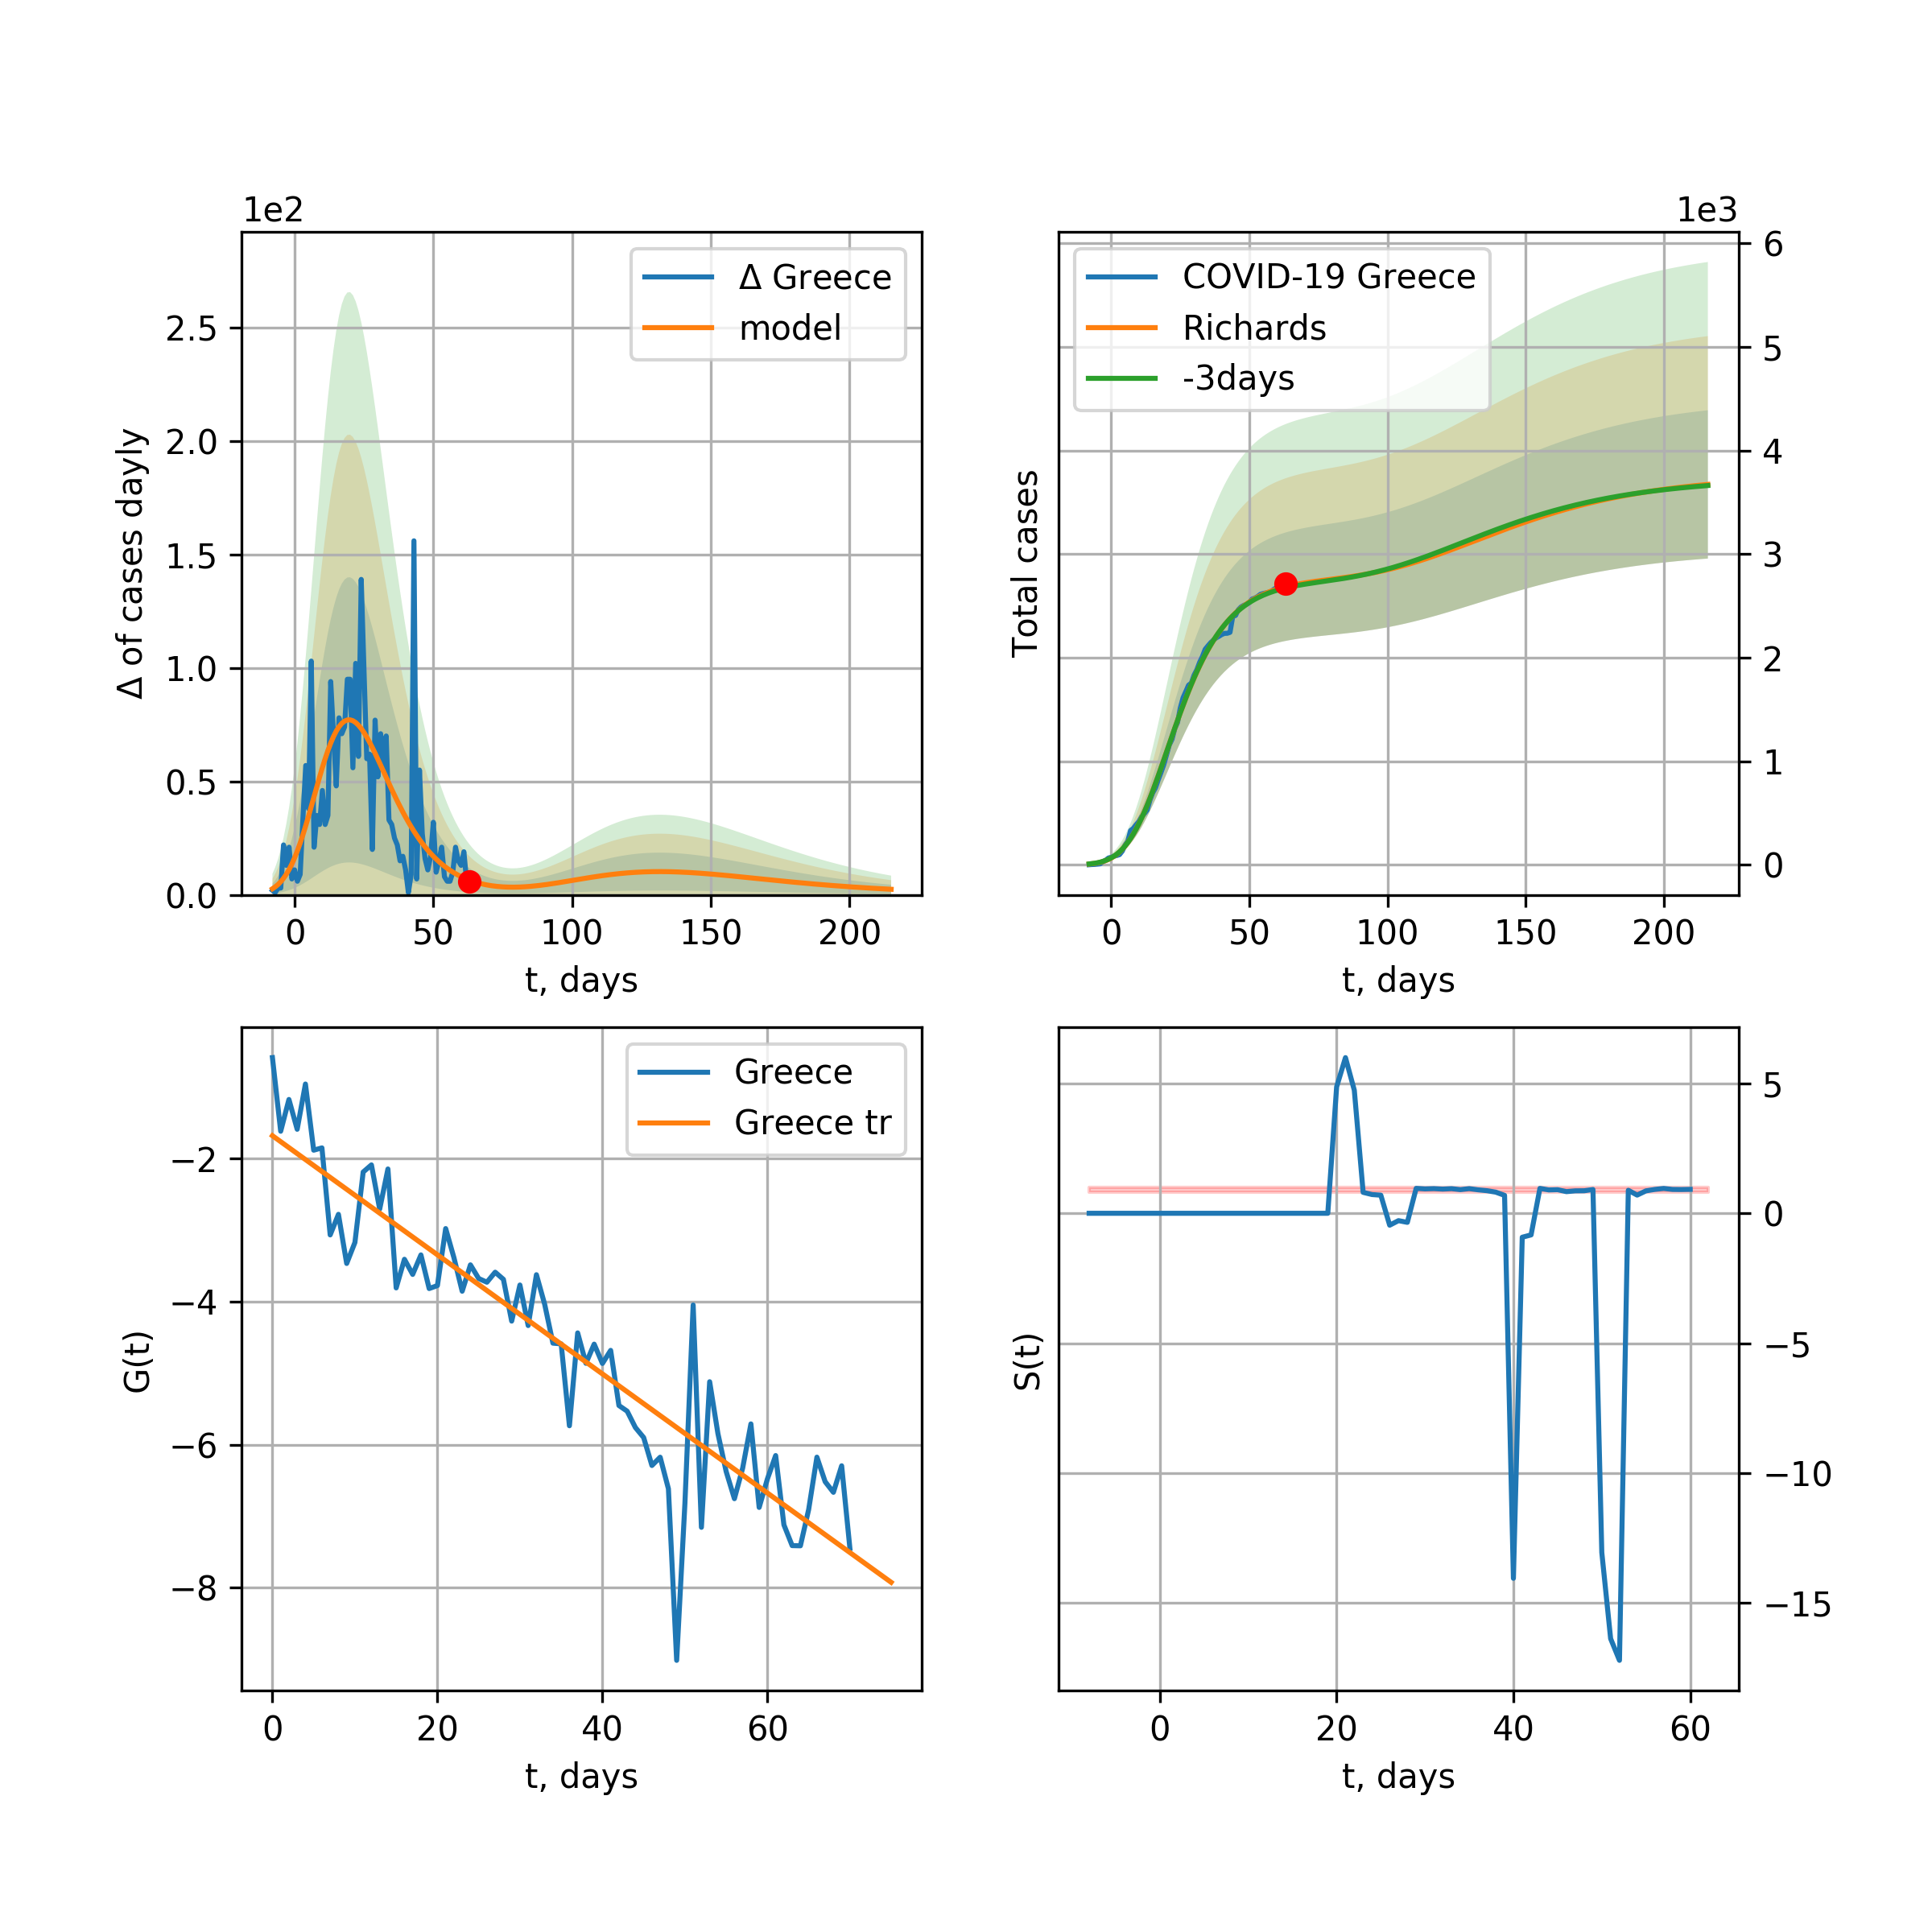 1e2
Δ Greece
model
2.5
2.0
1.5
1.0
0.5
0.0
Δ of cases dayly
0 50 100 150 200
t, days
1e3
COVID-19 Greece
Richards
-3days
6
5
4
3
2
1
0
Total cases
0 50 100 150 200
t, days
Greece
Greece tr
−2
−4
−6
−8
G(t)
0 20 40 60
t, days
5
0
−5
−10
−15
S(t)
0 20 40 60
t, days